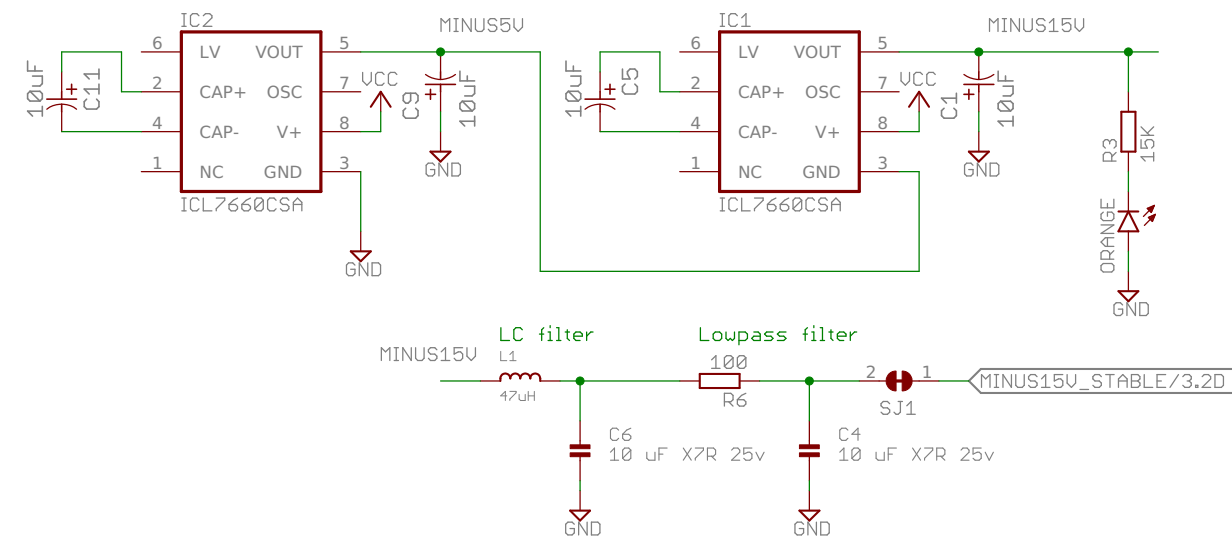 IC2
MINUS5V
6 LV VOUT 5
2 CAP+ OSC 7
4 CAP- V+ 8
1 NC GND 3
ICL7660CSA
10uF
C11
VCC
C9
10uF
GND
GND
IC1
MINUS15V
6 LV VOUT 5
2 CAP+ OSC 7
4 CAP- V+ 8
1 NC GND 3
ICL7660CSA
10uF
C5
VCC
C1
10uF
GND
R3
15K
ORANGE
GND
LC filter
Lowpass filter
MINUS15V
L1
47uH
100
R6
2 1
SJ1
MINUS15V_STABLE/3.2D
C6
10 uF X7R 25v
GND
C4
10 uF X7R 25v
GND